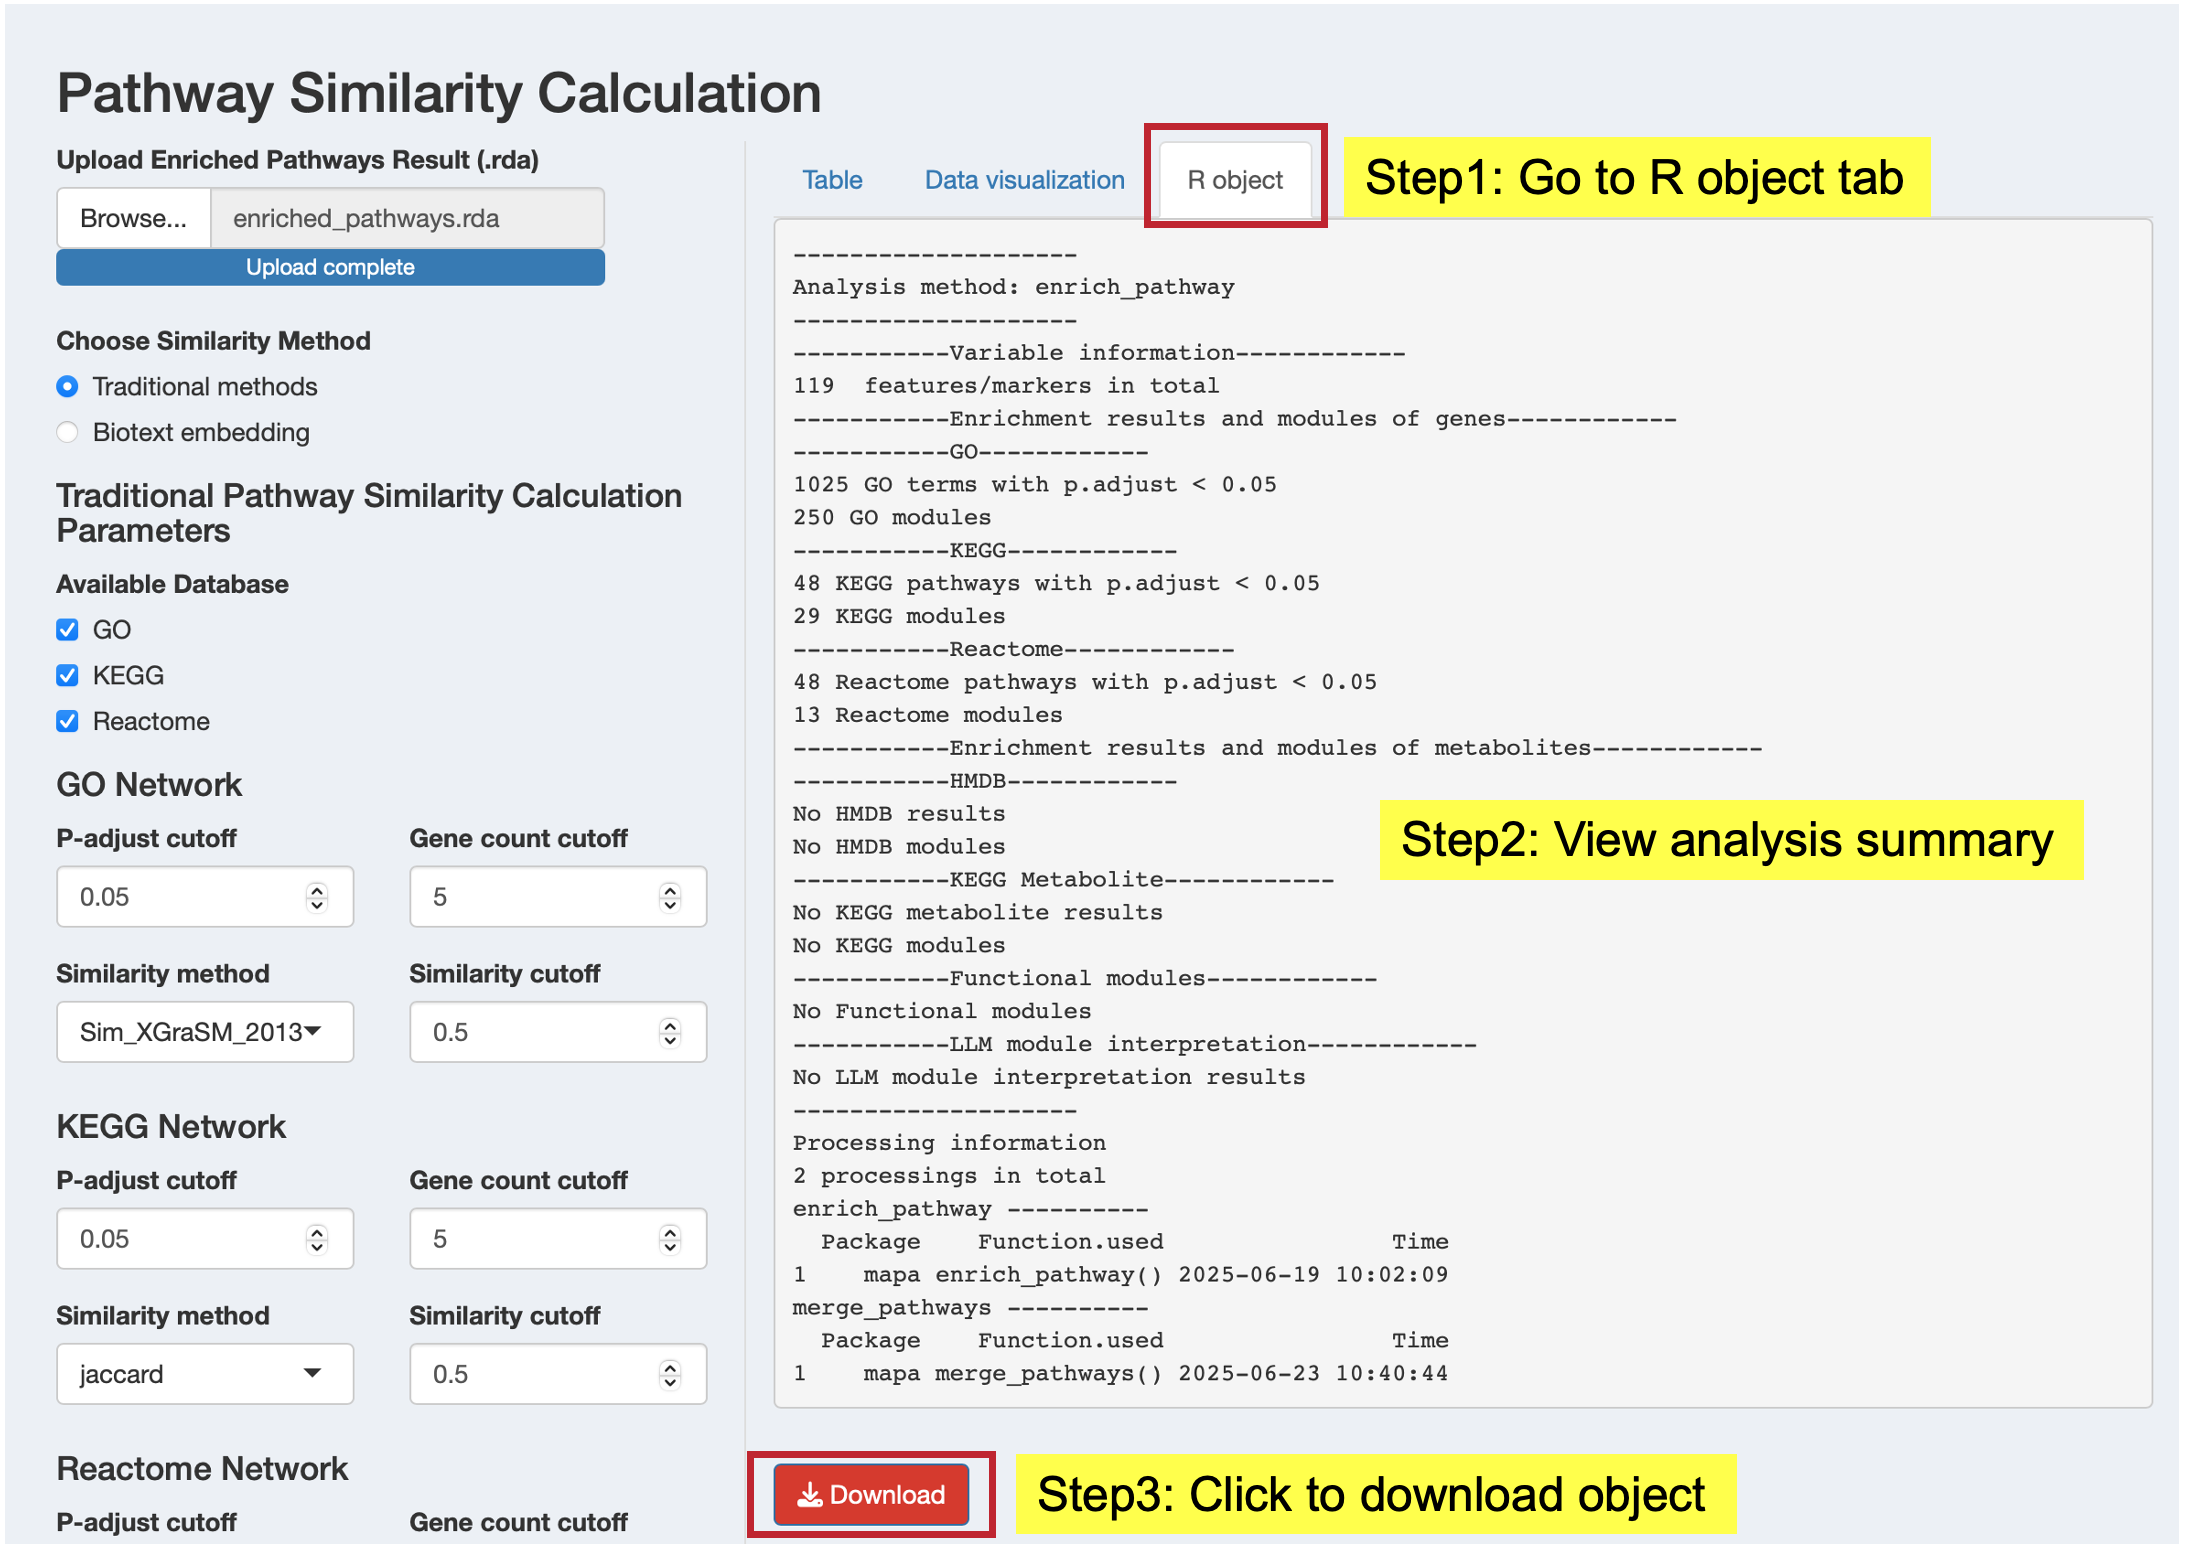 Pathway Similarity Calculation
Upload Enriched Pathways Result (.rda)
Browse...
enriched_pathways.rda
Upload complete
Choose Similarity Method
Traditional methods
Biotext embedding
Traditional Pathway Similarity Calculation
Parameters
Available Database
GO
KEGG
Reactome
GO Network
P-adjust cutoff
Gene count cutoff
0.05
5
Similarity method
Similarity cutoff
Sim_XGraSM_2013
0.5
KEGG Network
P-adjust cutoff
Gene count cutoff
0.05
5
Similarity method
Similarity cutoff
jaccard
0.5
Reactome Network
P-adjust cutoff
Gene count cutoff
Table
Data visualization
R object
Step1: Go to R object tab
--------------------
Analysis method: enrich_pathway
--------------------
-----------Variable information------------
119  features/markers in total
-----------Enrichment results and modules of genes------------
-----------GO------------
1025 GO terms with p.adjust < 0.05
250 GO modules
-----------KEGG------------
48 KEGG pathways with p.adjust < 0.05
29 KEGG modules
-----------Reactome------------
48 Reactome pathways with p.adjust < 0.05
13 Reactome modules
-----------Enrichment results and modules of metabolites------------
-----------HMDB------------
No HMDB results
No HMDB modules
-----------KEGG Metabolite------------
No KEGG metabolite results
No KEGG modules
-----------Functional modules------------
No Functional modules
-----------LLM module interpretation------------
No LLM module interpretation results
--------------------
Processing information
2 processings in total
enrich_pathway ----------
  Package    Function.used                Time
1    mapa enrich_pathway() 2025-06-19 10:02:09
merge_pathways ----------
  Package    Function.used                Time
1    mapa merge_pathways() 2025-06-23 10:40:44
Step2: View analysis summary
Download
Step3: Click to download object